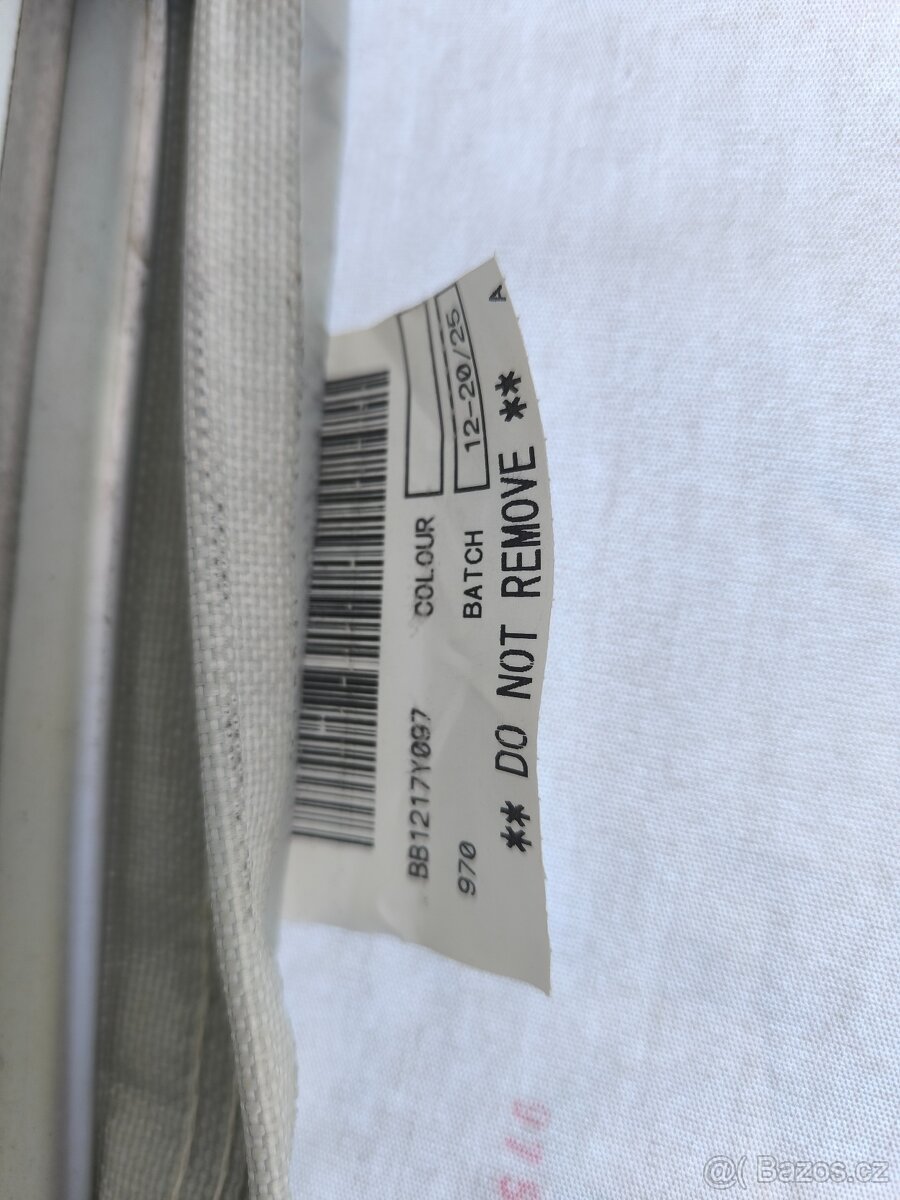 BB1217Y097 COLOUR
970 BATCH 12-20/25
** DO NOT REMOVE ** A
@( Bazos.cz